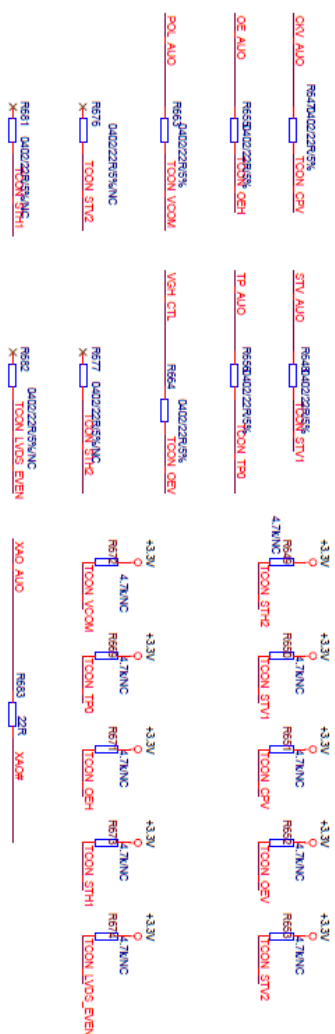 CKV_AUO
R647
0402/22R/5%
TCON_CPV
STV_AUO
R648
0402/22R/5%
TCON_STV1
OE_AUO
R655
0402/22R/5%
TCON_OEH
TP_AUO
R656
0402/22R/5%
TCON_TP0
POL_AUO
R663
0402/22R/5%
TCON_VCOM
VGH_CTL
R664
0402/22R/5%
TCON_OEV
R676
0402/22R/5%/NC
TCON_STV2
R677
0402/22R/5%/NC
TCON_STH2
R681
0402/22R/5%/NC
TCON_STH1
R682
0402/22R/5%/NC
TCON_LVDS_EVEN
+3.3V
R649
4.7k/NC
TCON_STH2
+3.3V
R650
4.7k/NC
TCON_STV1
+3.3V
R651
4.7k/NC
TCON_CPV
+3.3V
R652
4.7k/NC
TCON_OEV
+3.3V
R653
4.7k/NC
TCON_STV2
+3.3V
R672
4.7k/NC
TCON_VCOM
+3.3V
R669
4.7k/NC
TCON_TP0
+3.3V
R671
4.7k/NC
TCON_OEH
+3.3V
R673
4.7k/NC
TCON_STH1
+3.3V
R674
4.7k/NC
TCON_LVDS_EVEN
XAO_AUO
R683
22R
XAO#